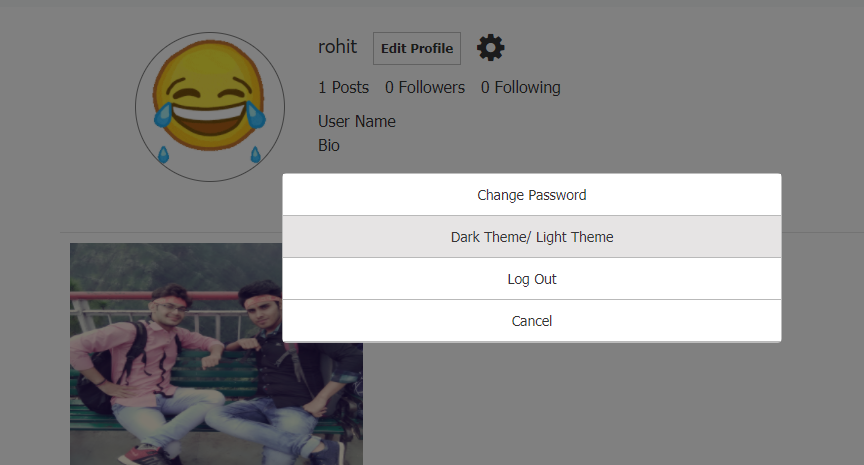 rohit Edit Profile
1 Posts 0 Followers 0 Following
User Name
Bio
Change Password
Dark Theme/ Light Theme
Log Out
Cancel